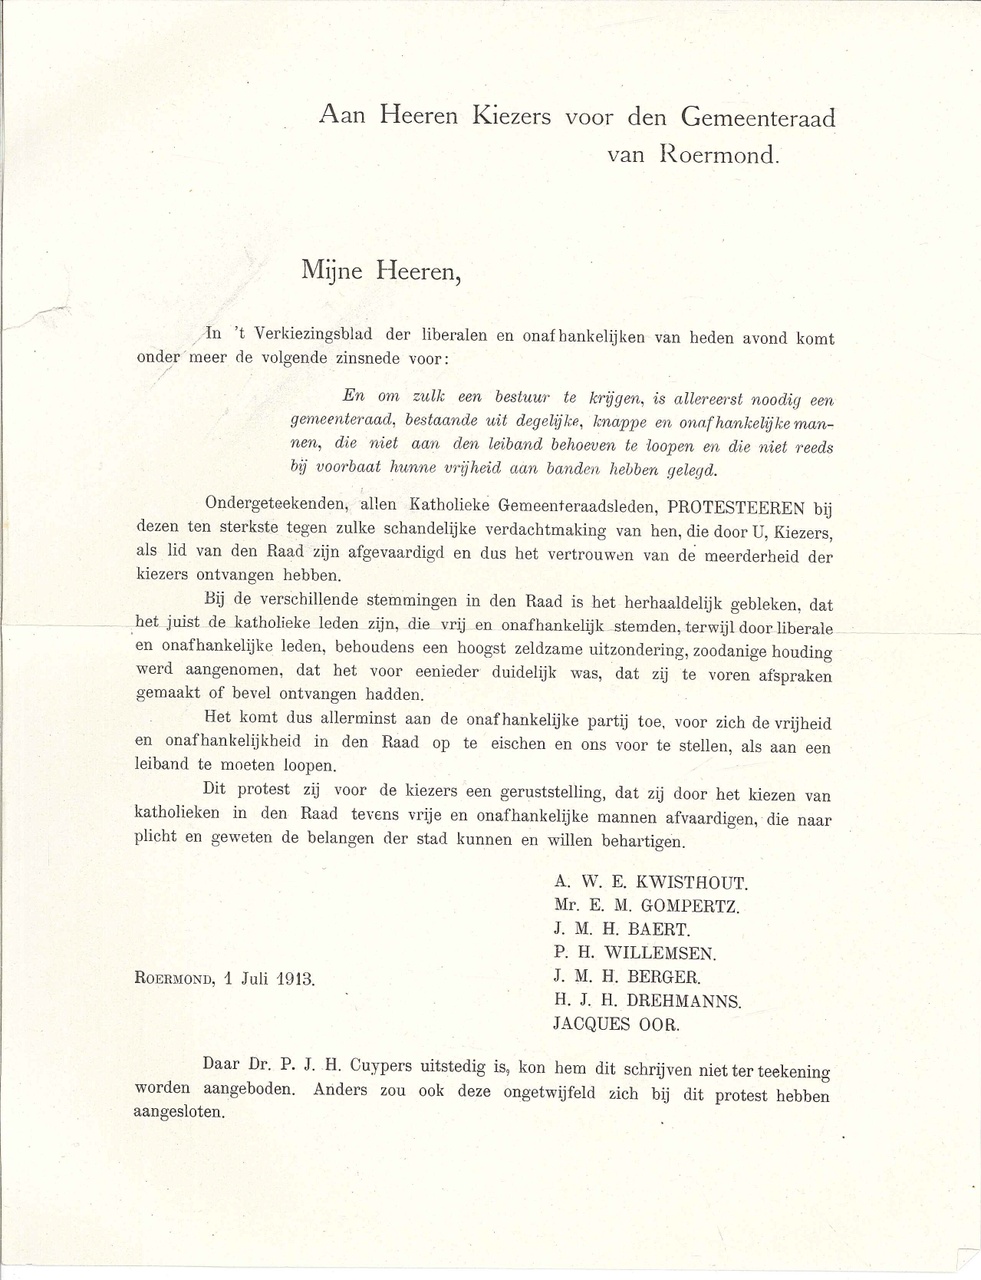 Aan Heeren Kiezers voor den Gemeenteraad
van Roermond.
Mijne Heeren,
In 't Verkiezingsblad der liberalen en onafhankelijken van heden avond komt
onder meer de volgende zinsnede voor:
En om zulk een bestuur te krijgen, is allereerst noodig een
gemeenteraad, bestaande uit degelijke, knappe en onafhankelijke man-
nen, die niet aan den leiband behoeven te loopen en die niet reeds
bij voorbaat hunne vrijheid aan banden hebben gelegd.
Ondergeteekenden, allen Katholieke Gemeenteraadsleden, PROTESTEEREN bij
dezen ten sterkste tegen zulke schandelijke verdachtmaking van hen, die door U, Kiezers,
als lid van den Raad zijn afgevaardigd en dus het vertrouwen van de meerderheid der
kiezers ontvangen hebben.
Bij de verschillende stemmingen in den Raad is het herhaaldelijk gebleken, dat
het juist de katholieke leden zijn, die vrij en onafhankelijk stemden, terwijl door liberale
en onafhankelijke leden, behoudens een hoogst zeldzame uitzondering, zoodanige houding
werd aangenomen, dat het voor eenieder duidelijk was, dat zij te voren afspraken
gemaakt of bevel ontvangen hadden.
Het komt dus allerminst aan de onafhankelijke partij toe, voor zich de vrijheid
en onafhankelijkheid in den Raad op te eischen en ons voor te stellen, als aan een
leiband te moeten loopen.
Dit protest zij voor de kiezers een geruststelling, dat zij door het kiezen van
katholieken in den Raad tevens vrije en onafhankelijke mannen afvaardigen, die naar
plicht en geweten de belangen der stad kunnen en willen behartigen.
A. W. E. KWISTHOUT.
Mr. E. M. GOMPERTZ.
J. M. H. BAERT.
P. H. WILLEMSEN.
ROERMOND, 1 Juli 1913.
J. M. H. BERGER.
H. J. H. DREHMANNS.
JACQUES OOR.
Daar Dr. P. J. H. Cuypers uitstedig is, kon hem dit schrijven niet ter teekening
worden aangeboden. Anders zou ook deze ongetwijfeld zich bij dit protest hebben
aangesloten.